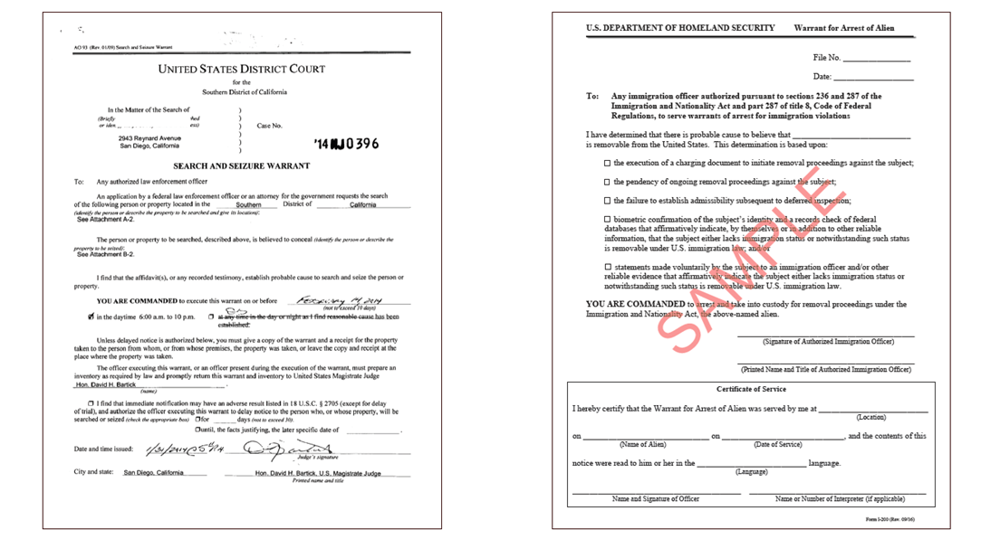 AO 93 (Rev. 01/09) Search and Seizure Warrant
UNITED STATES DISTRICT COURT
for the
Southern District of California
In the Matter of the Search of )
(Briefly hed )
or iden ess) ) Case No.
)
2943 Reynard Avenue )
San Diego, California )
'14 MJ 0396
SEARCH AND SEIZURE WARRANT
To: Any authorized law enforcement officer
An application by a federal law enforcement officer or an attorney for the government requests the search
of the following person or property located in the Southern District of California
(identify the person or describe the property to be searched and give its location):
See Attachment A-2.
The person or property to be searched, described above, is believed to conceal (identify the person or describe the
property to be seized):
See Attachment B-2.
I find that the affidavit(s), or any recorded testimony, establish probable cause to search and seize the person or
property.
YOU ARE COMMANDED to execute this warrant on or before February 14, 2014
(not to exceed 10 days)
in the daytime 6:00 a.m. to 10 p.m. at any time in the day or night as I find reasonable cause has been
established.
Unless delayed notice is authorized below, you must give a copy of the warrant and a receipt for the property
taken to the person from whom, or from whose premises, the property was taken, or leave the copy and receipt at the
place where the property was taken.
The officer executing this warrant, or an officer present during the execution of the warrant, must prepare an
inventory as required by law and promptly return this warrant and inventory to United States Magistrate Judge
Hon. David H. Bartick .
(name)
I find that immediate notification may have an adverse result listed in 18 U.S.C. § 2705 (except for delay
of trial), and authorize the officer executing this warrant to delay notice to the person who, or whose property, will be
searched or seized (check the appropriate box) for days (not to exceed 30).
until, the facts justifying, the later specific date of .
Date and time issued:
Judge's signature
City and state: San Diego, California Hon. David H. Bartick, U.S. Magistrate Judge
Printed name and title
U.S. DEPARTMENT OF HOMELAND SECURITY Warrant for Arrest of Alien
File No.
Date:
To: Any immigration officer authorized pursuant to sections 236 and 287 of the
Immigration and Nationality Act and part 287 of title 8, Code of Federal
Regulations, to serve warrants of arrest for immigration violations
I have determined that there is probable cause to believe that
is removable from the United States. This determination is based upon:
the execution of a charging document to initiate removal proceedings against the subject;
the pendency of ongoing removal proceedings against the subject;
the failure to establish admissibility subsequent to deferred inspection;
biometric confirmation of the subject's identity and a records check of federal
databases that affirmatively indicate, by themselves or in addition to other reliable
information, that the subject either lacks immigration status or notwithstanding such status
is removable under U.S. immigration law; and/or
statements made voluntarily by the subject to an immigration officer and/or other
reliable evidence that affirmatively indicate the subject either lacks immigration status or
notwithstanding such status is removable under U.S. immigration law.
YOU ARE COMMANDED to arrest and take into custody for removal proceedings under the
Immigration and Nationality Act, the above-named alien.
SAMPLE
(Signature of Authorized Immigration Officer)
(Printed Name and Title of Authorized Immigration Officer)
Certificate of Service
I hereby certify that the Warrant for Arrest of Alien was served by me at
(Location)
on on , and the contents of this
(Name of Alien) (Date of Service)
notice were read to him or her in the language.
(Language)
Name and Signature of Officer Name or Number of Interpreter (if applicable)
Form I-200 (Rev. 09/16)